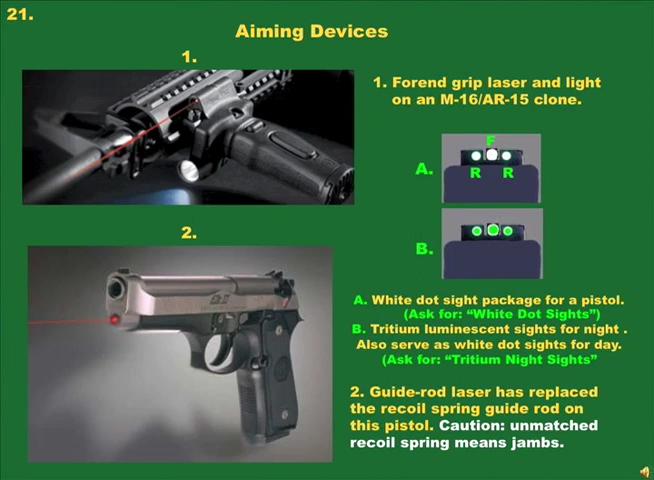 21.
Aiming Devices
1.
1. Forend grip laser and light
on an M-16/AR-15 clone.
F
A.
R R
2.
B.
A. White dot sight package for a pistol.
(Ask for: “White Dot Sights”)
B. Tritium luminescent sights for night .
Also serve as white dot sights for day.
(Ask for: “Tritium Night Sights”
2. Guide-rod laser has replaced
the recoil spring guide rod on
this pistol. Caution: unmatched
recoil spring means jambs.